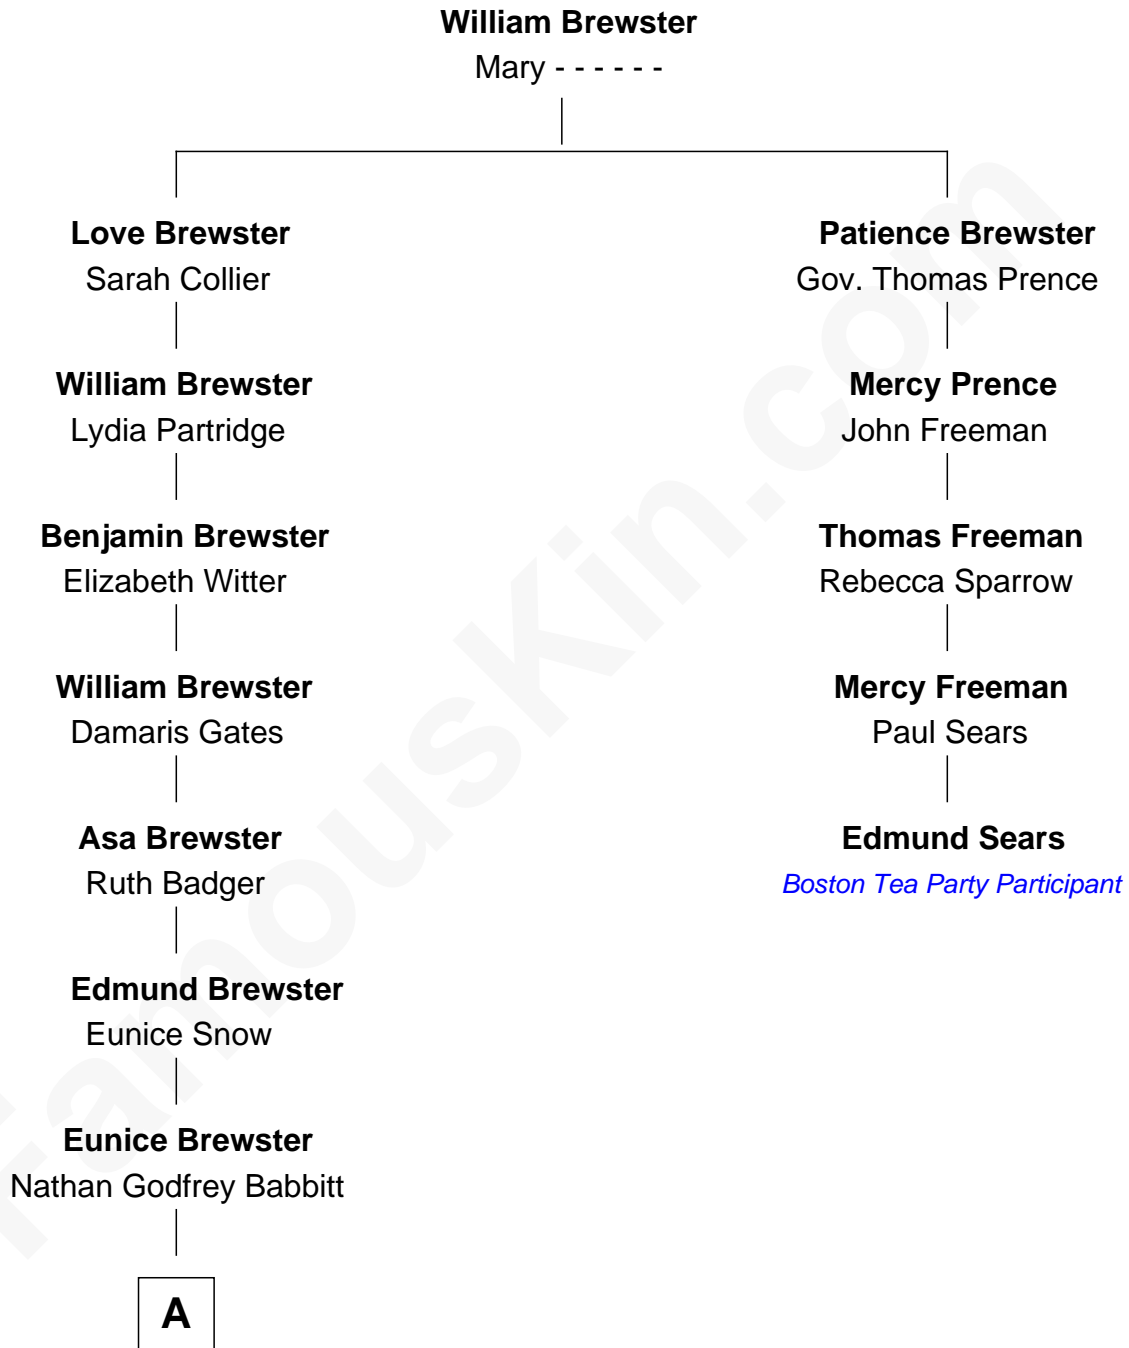 William Brewster
Mary - - - - - -
Love Brewster
Sarah Collier
Patience Brewster
Gov. Thomas Prence
William Brewster
Lydia Partridge
Mercy Prence
John Freeman
Benjamin Brewster
Elizabeth Witter
Thomas Freeman
Rebecca Sparrow
William Brewster
Damaris Gates
Mercy Freeman
Paul Sears
Asa Brewster
Ruth Badger
Edmund Sears
Boston Tea Party Participant
Edmund Brewster
Eunice Snow
Eunice Brewster
Nathan Godfrey Babbitt
A
FamousKin.com